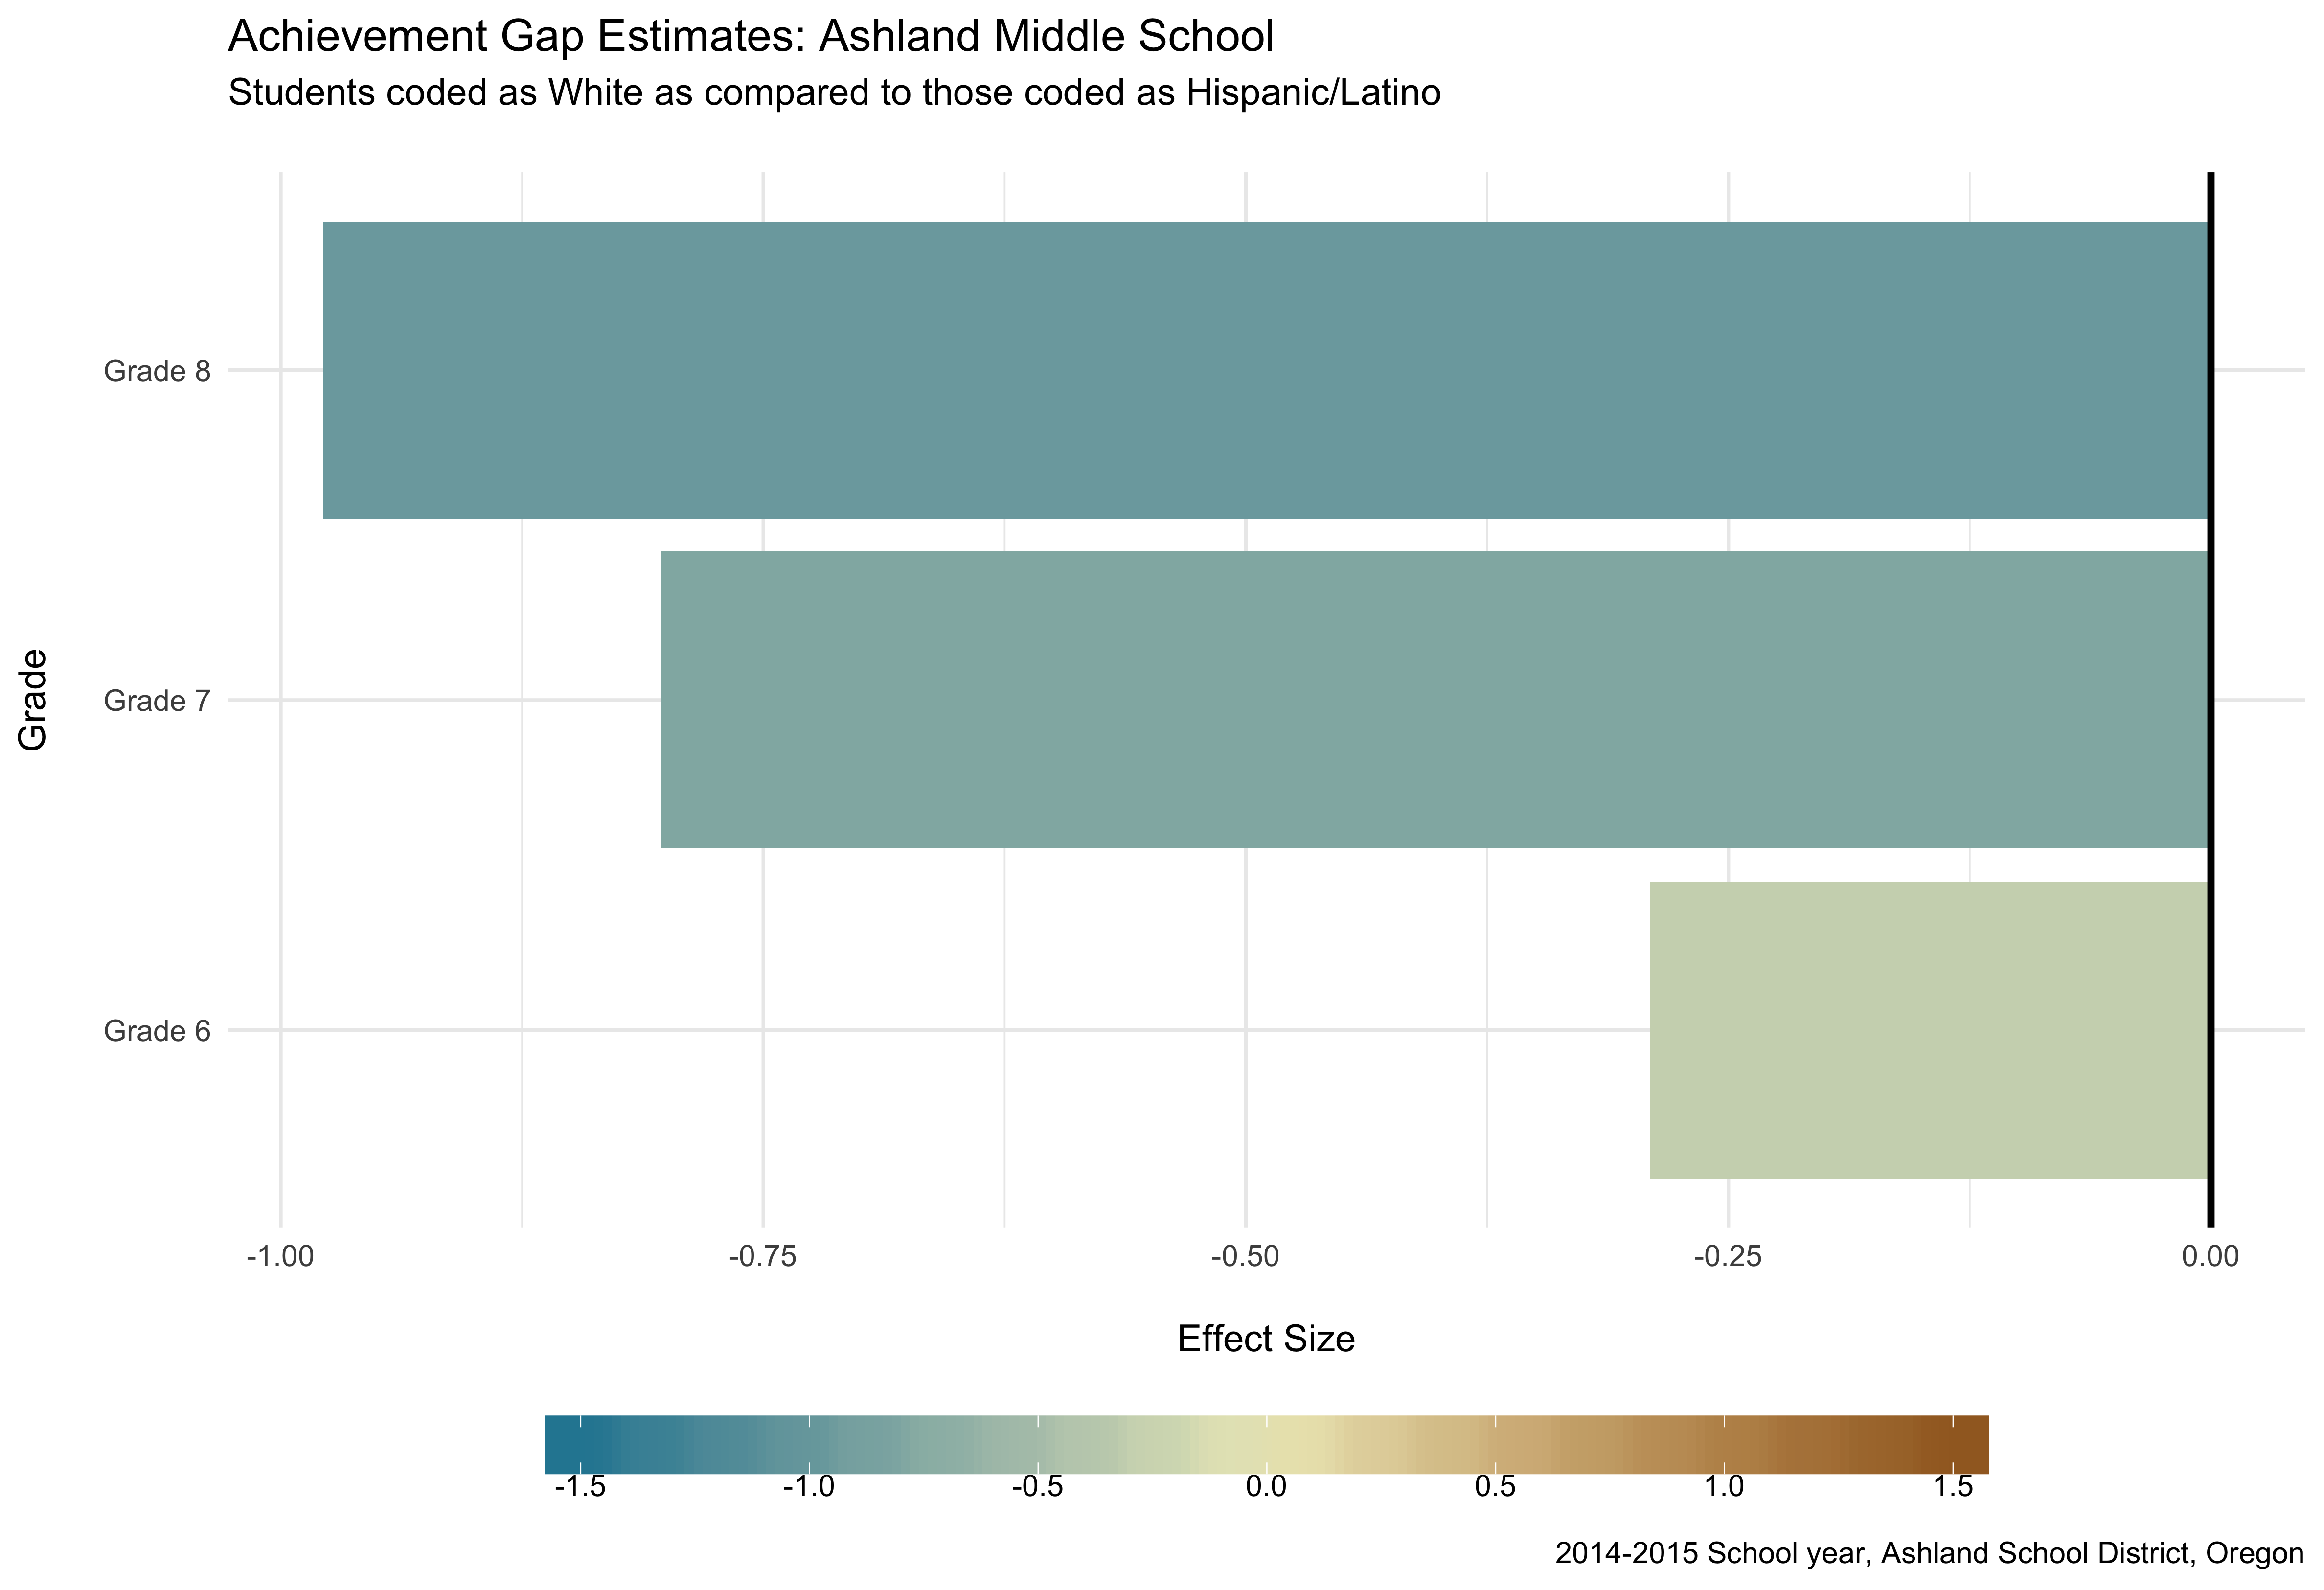 Achievement Gap Estimates: Ashland Middle School
Students coded as White as compared to those coded as Hispanic/Latino
Grade
Grade 8
Grade 7
Grade 6
-1.00 -0.75 -0.50 -0.25 0.00
Effect Size
-1.5 -1.0 -0.5 0.0 0.5 1.0 1.5
2014-2015 School year, Ashland School District, Oregon